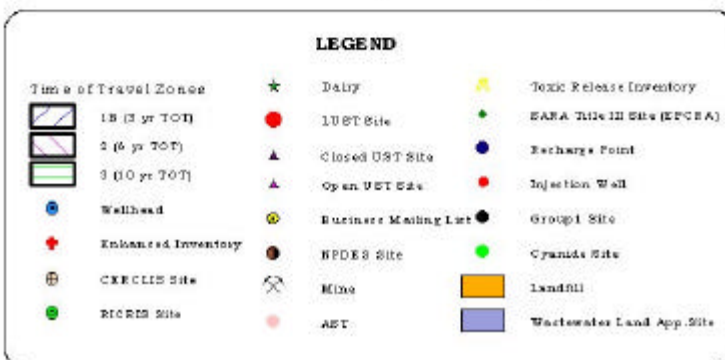 LEGEND
Time of Travel Zones
1B (3 yr TOT)
2 (6 yr TOT)
3 (10 yr TOT)
Wellhead
Enhanced Inventory
CERCLIS Site
RICRIS Site
Dairy
LUST Site
Closed UST Site
Open UST Site
Business Mailing List
NPDES Site
Mine
AST
Toxic Release Inventory
SARA Title III Site (EPCRA)
Recharge Point
Injection Well
Group1 Site
Cyanide Site
Landfill
Wastewater Land App.Site